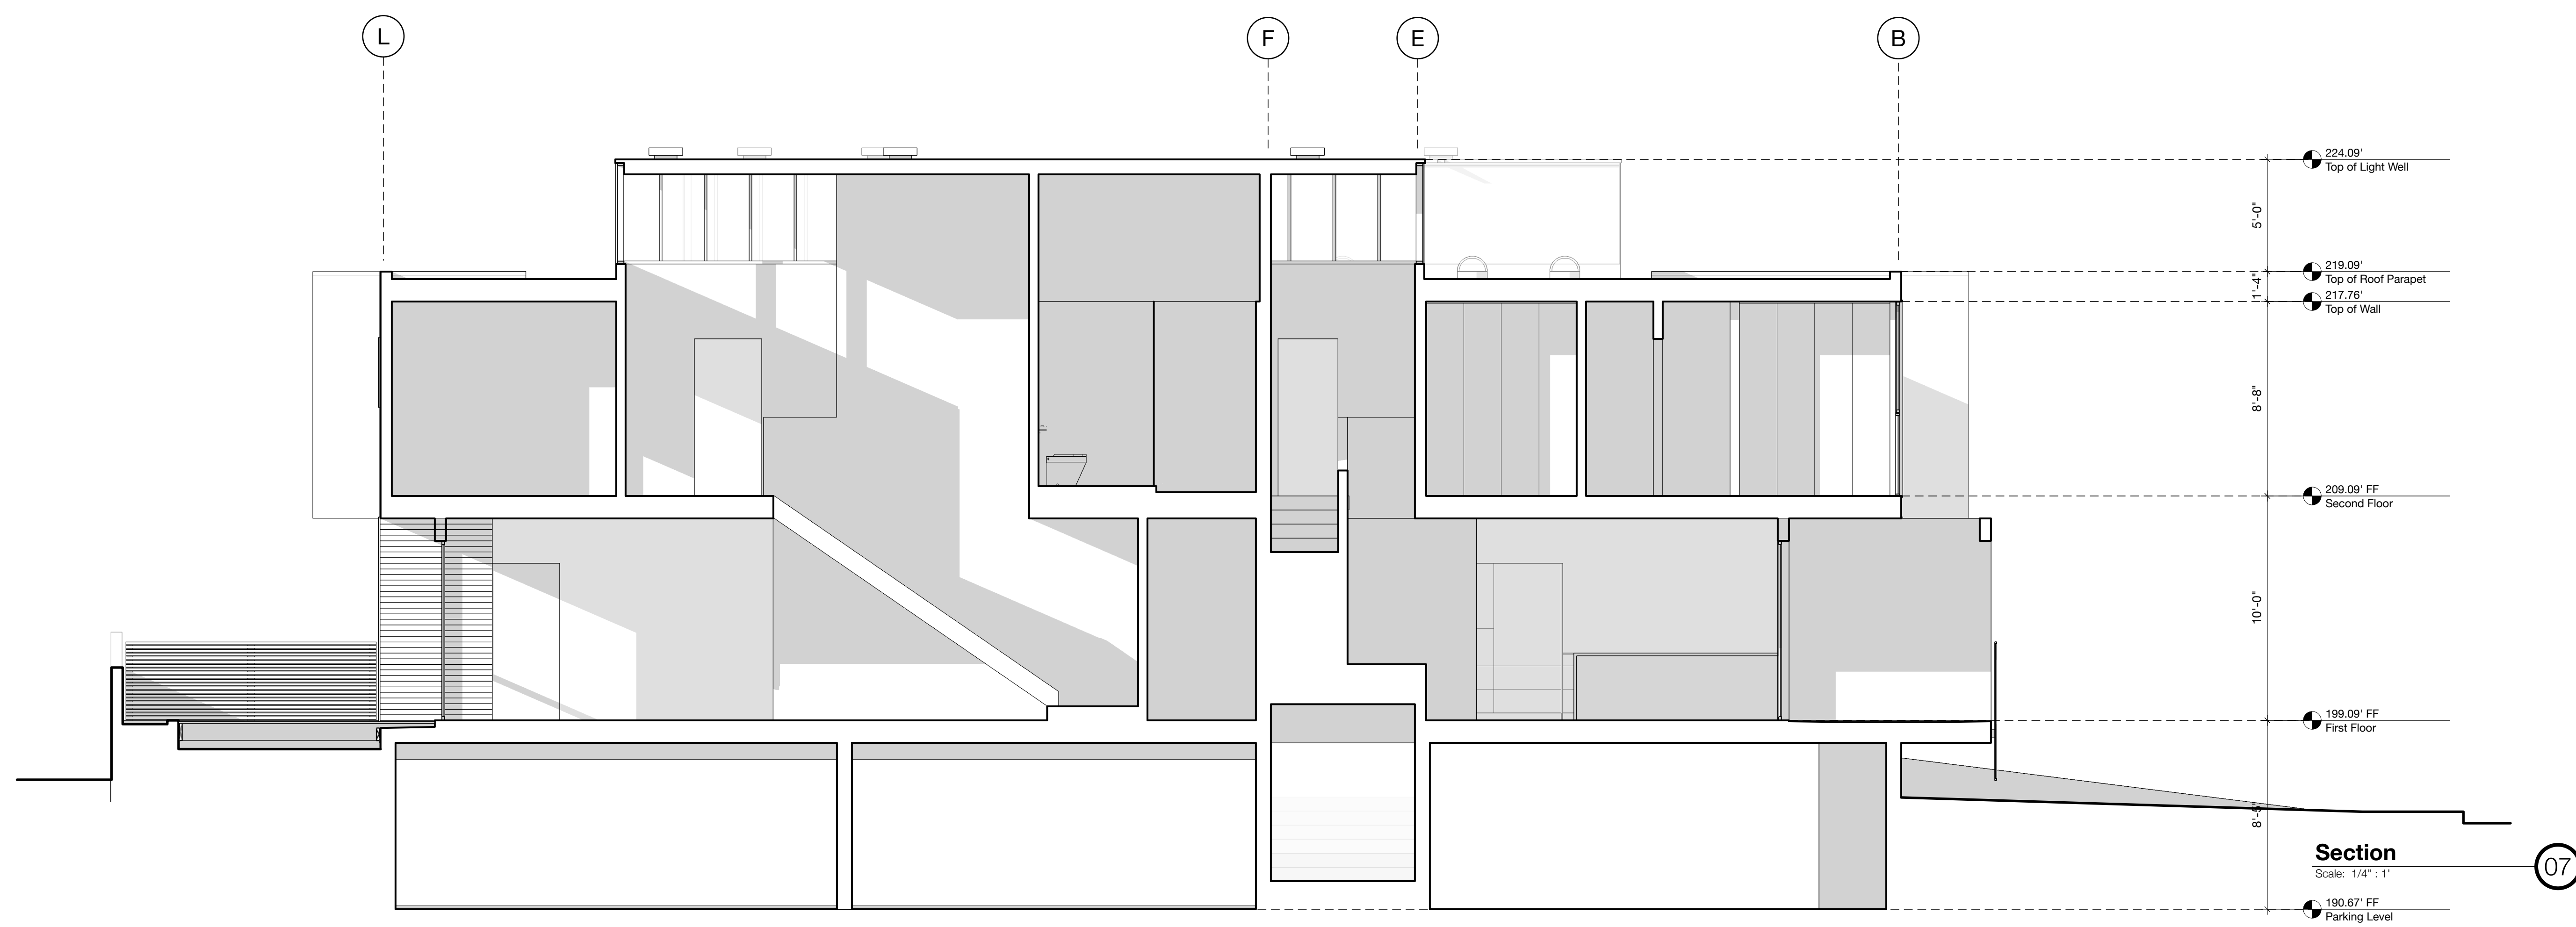 L
F
E
B
224.09'
Top of Light Well
5'-0"
219.09'
Top of Roof Parapet
1'-4"
217.76'
Top of Wall
8'-8"
209.09' FF
Second Floor
10'-0"
199.09' FF
First Floor
8'-5"
Section
07
Scale: 1/4" : 1'
190.67' FF
Parking Level